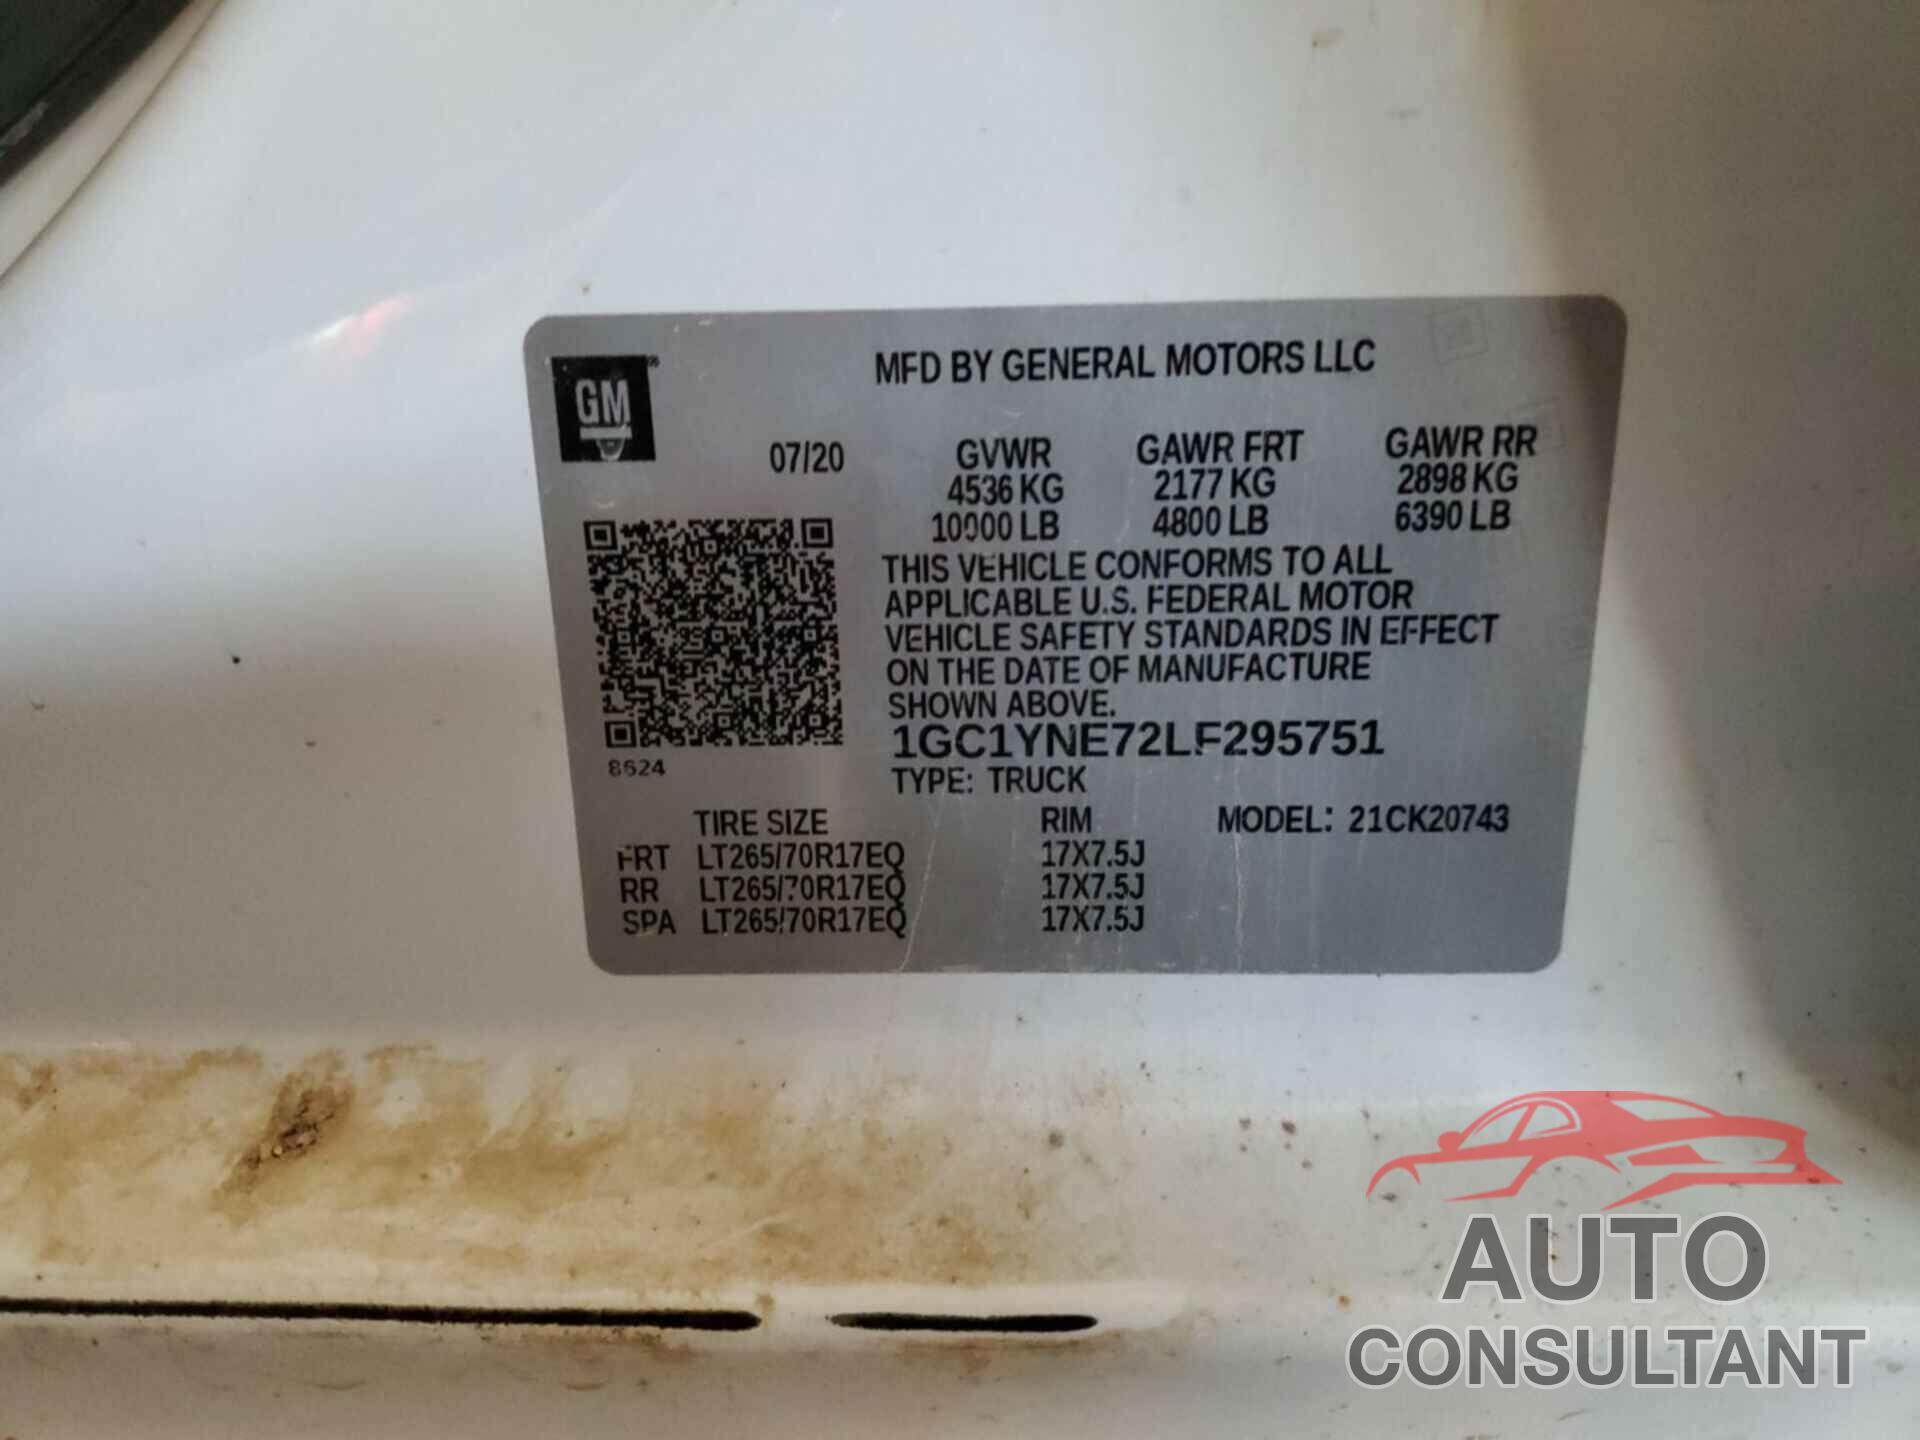 MFD BY GENERAL MOTORS LLC
GM
07/20 GVWR GAWR FRT GAWR RR
4536 KG 2177 KG 2898 KG
10000 LB 4800 LB 6390 LB
THIS VEHICLE CONFORMS TO ALL
APPLICABLE U.S. FEDERAL MOTOR
VEHICLE SAFETY STANDARDS IN EFFECT
ON THE DATE OF MANUFACTURE
SHOWN ABOVE.
1GC1YNE72LF295751
8624
TYPE: TRUCK
TIRE SIZE RIM MODEL: 21CK20743
FRT LT265/70R17EQ 17X7.5J
RR LT265/70R17EQ 17X7.5J
SPA LT265/70R17EQ 17X7.5J
AUTO
CONSULTANT